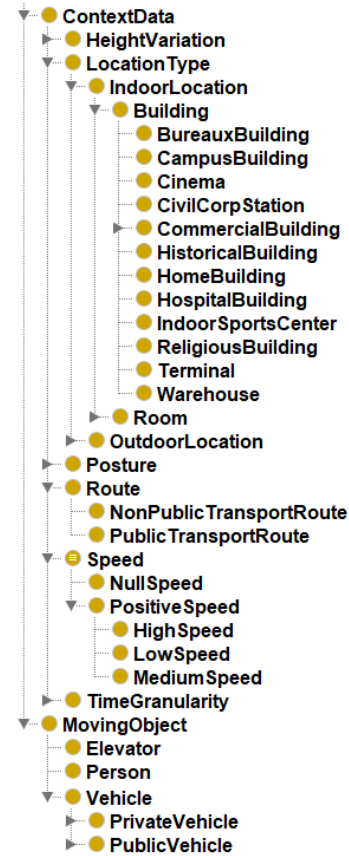 ContextData
HeightVariation
LocationType
IndoorLocation
Building
BureauxBuilding
CampusBuilding
Cinema
CivilCorpStation
CommercialBuilding
HistoricalBuilding
HomeBuilding
HospitalBuilding
IndoorSportsCenter
ReligiousBuilding
Terminal
Warehouse
Room
OutdoorLocation
Posture
Route
NonPublicTransportRoute
PublicTransportRoute
Speed
NullSpeed
PositiveSpeed
HighSpeed
LowSpeed
MediumSpeed
TimeGranularity
MovingObject
Elevator
Person
Vehicle
PrivateVehicle
PublicVehicle